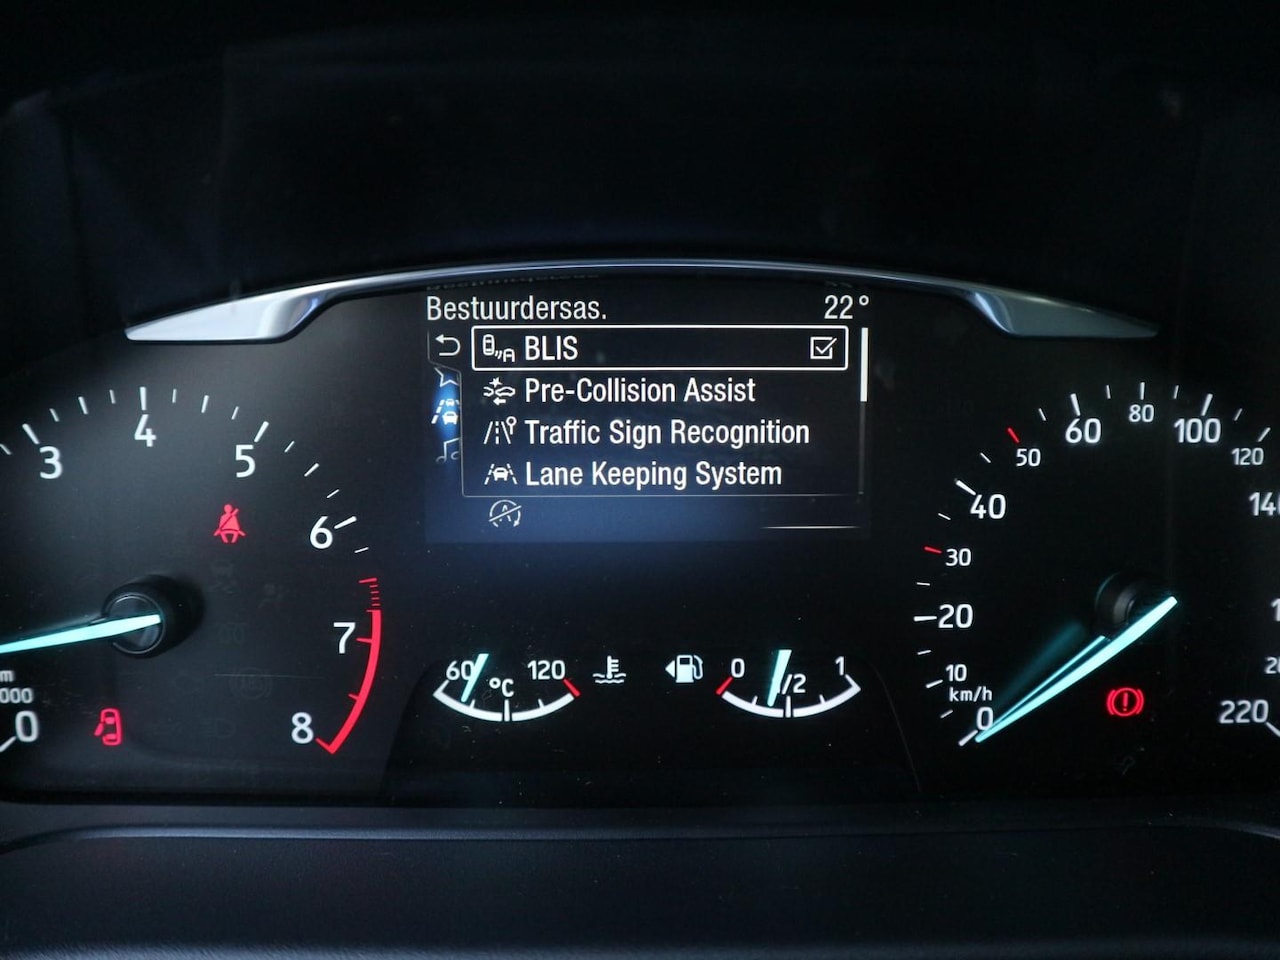 Bestuurdersas. 22°
BLIS
Pre-Collision Assist
Traffic Sign Recognition
Lane Keeping System
3 4 5 6 7 8
0
60 °C 120
0 1/2 1
0 10 20 30 40 50 60 80 100 120 220
km/h